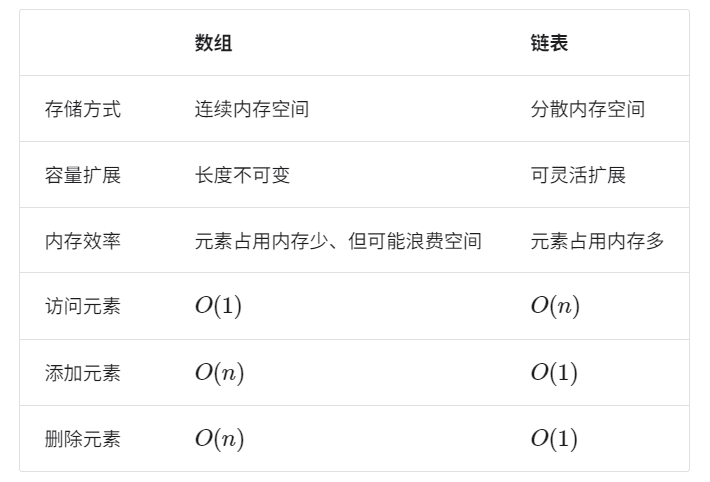 数组 链表
存储方式 连续内存空间 分散内存空间
容量扩展 长度不可变 可灵活扩展
内存效率 元素占用内存少、但可能浪费空间 元素占用内存多
访问元素 O(1) O(n)
添加元素 O(n) O(1)
删除元素 O(n) O(1)